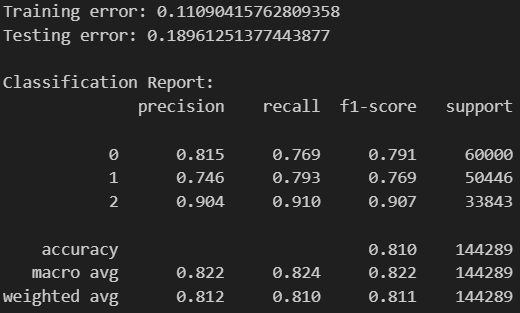 Training error: 0.11090415762809358
Testing error: 0.18961251377443877
Classification Report:
precision recall f1-score support
0 0.815 0.769 0.791 60000
1 0.746 0.793 0.769 50446
2 0.904 0.910 0.907 33843
accuracy 0.810 144289
macro avg 0.822 0.824 0.822 144289
weighted avg 0.812 0.810 0.811 144289